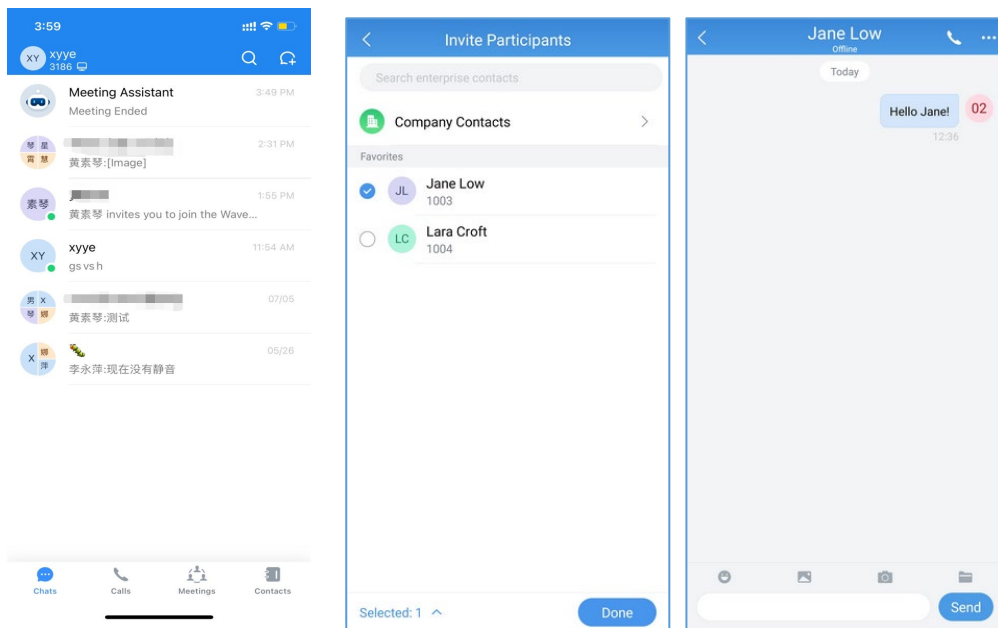 3:59
XY
xyye
3186
Meeting Assistant
3:49 PM
Meeting Ended
琴 星
霄 慧
2:31 PM
黄素琴:[Image]
素琴
1:55 PM
黄素琴 invites you to join the Wave...
XY
xyye
11:54 AM
gs vs h
男 X
琴 娜
07/05
黄素琴:测试
X 娜
萍
05/26
李永萍:现在没有静音
Chats
Calls
Meetings
Contacts
Invite Participants
Search enterprise contacts
Company Contacts
Favorites
JL
Jane Low
1003
LC
Lara Croft
1004
Selected: 1
Done
Jane Low
Offline
Today
Hello Jane!
02
12:36
Send